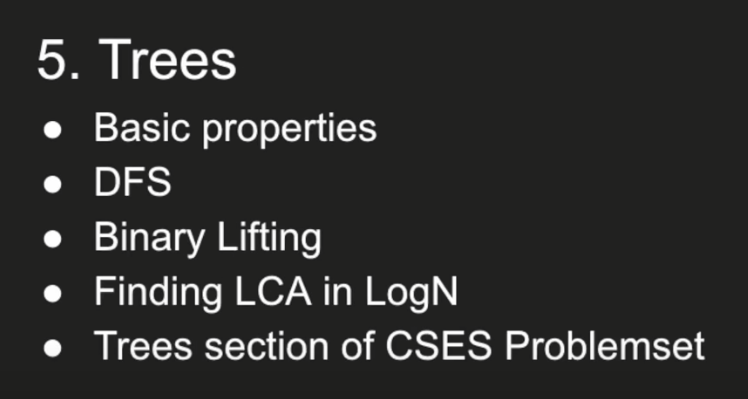 5. Trees
● Basic properties
● DFS
● Binary Lifting
● Finding LCA in LogN
● Trees section of CSES Problemset